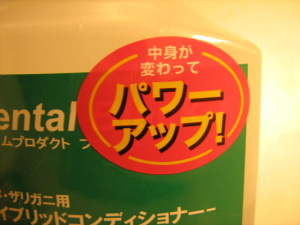 中身が
変わって
パワー
アップ!
ental
ムプロダクト フ
・ザリガニ用
イブリッドコンディショナー